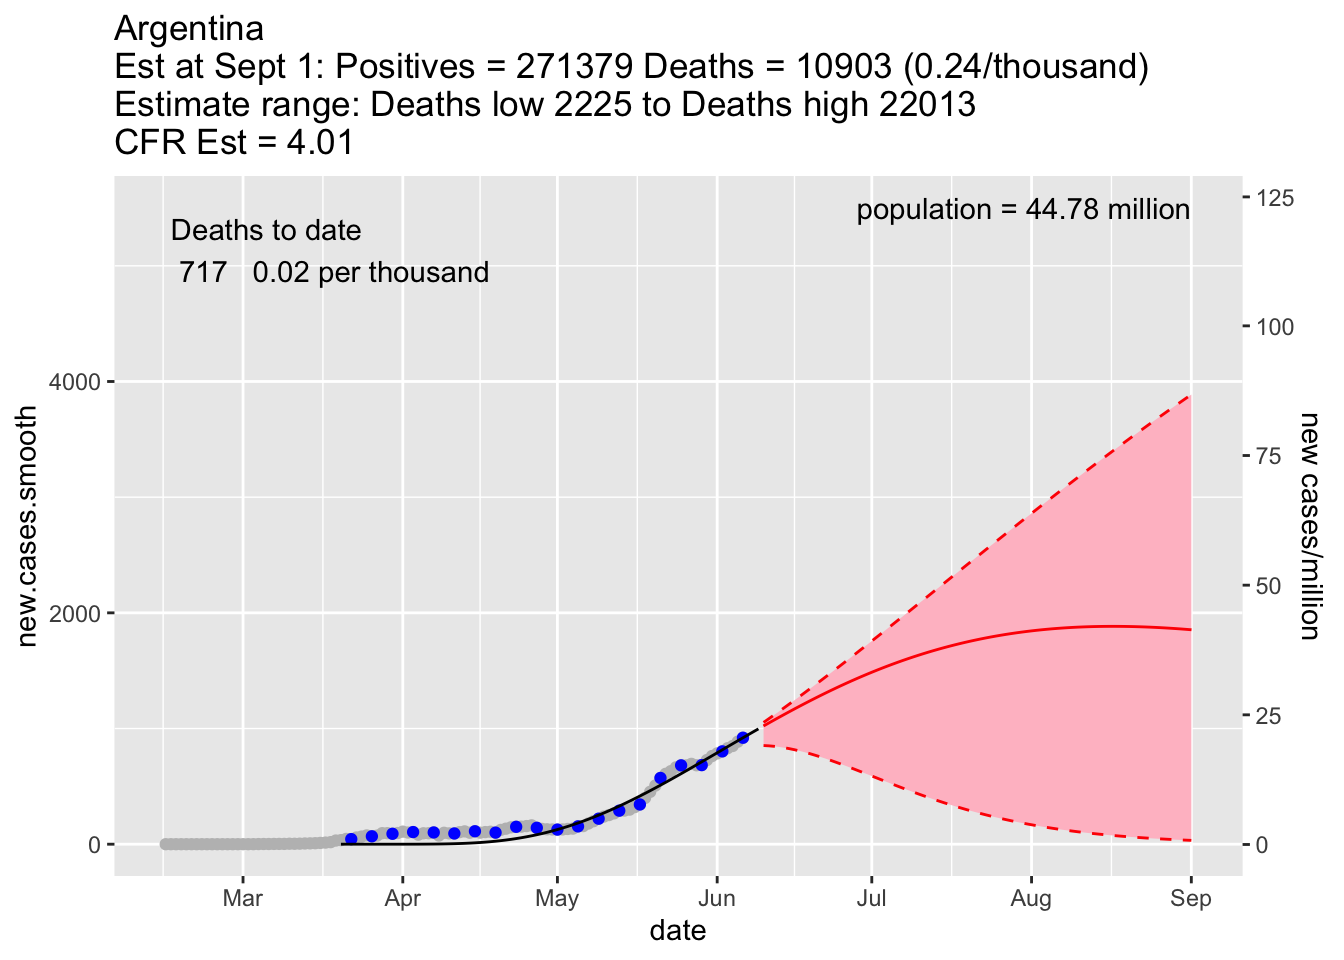 Argentina
Est at Sept 1: Positives = 271379 Deaths = 10903 (0.24/thousand)
Estimate range: Deaths low 2225 to Deaths high 22013
CFR Est = 4.01
population = 44.78 million
Deaths to date
717 0.02 per thousand
new.cases.smooth
4000
2000
0
125
100
75
50
25
0
new cases/million
Mar Apr May Jun Jul Aug Sep
date